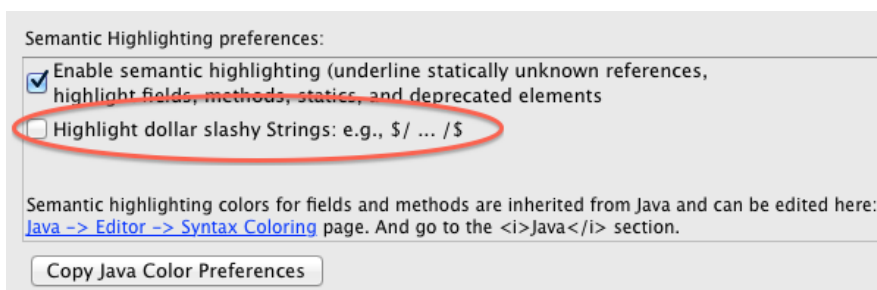 Semantic Highlighting preferences:
Enable semantic highlighting (underline statically unknown references,
highlight fields, methods, statics, and deprecated elements
Highlight dollar slashy Strings: e.g., $/ ... /$
Semantic highlighting colors for fields and methods are inherited from Java and can be edited here:
Java -> Editor -> Syntax Coloring page. And go to the <i>Java</i> section.
Copy Java Color Preferences